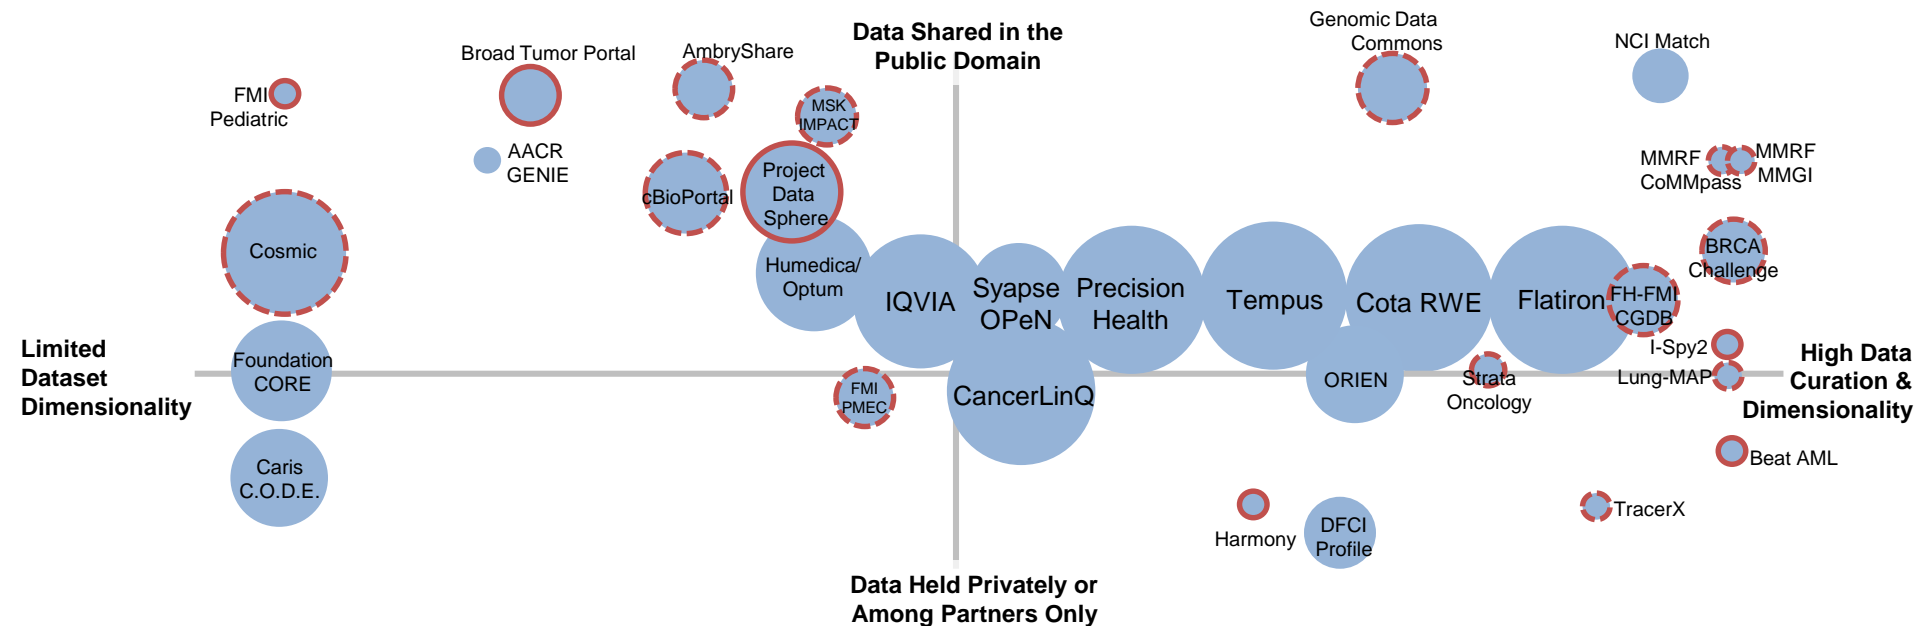 Data Shared in the
Public Domain
Genomic Data
Commons
NCI Match
Broad Tumor Portal
AmbryShare
FMI
Pediatric
MSK
IMPACT
AACR
GENIE
MMRF
CoMMpass
MMRF
MMGI
cBioPortal
Project
Data
Sphere
Cosmic
BRCA
Challenge
Humedica/
Optum
IQVIA
Syapse
OPeN
Precision
Health
Tempus
Cota RWE
Flatiron
FH-FMI
CGDB
I-Spy2
Limited
Dataset
Dimensionality
Foundation
CORE
FMI
PMEC
CancerLinQ
ORIEN
Strata
Oncology
Lung-MAP
High Data
Curation &
Dimensionality
Caris
C.O.D.E.
Beat AML
Harmony
DFCI
Profile
TracerX
Data Held Privately or
Among Partners Only